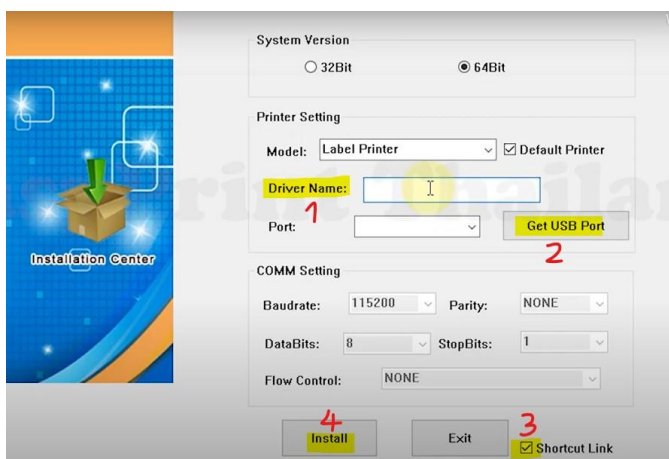 System Version
32Bit 64Bit
Printer Setting
Model: Label Printer Default Printer
Driver Name:
1
Port: Get USB Port
2
Installation Center
COMM Setting
Baudrate: 115200 Parity: NONE
DataBits: 8 StopBits: 1
Flow Control: NONE
4 3
Install Exit Shortcut Link